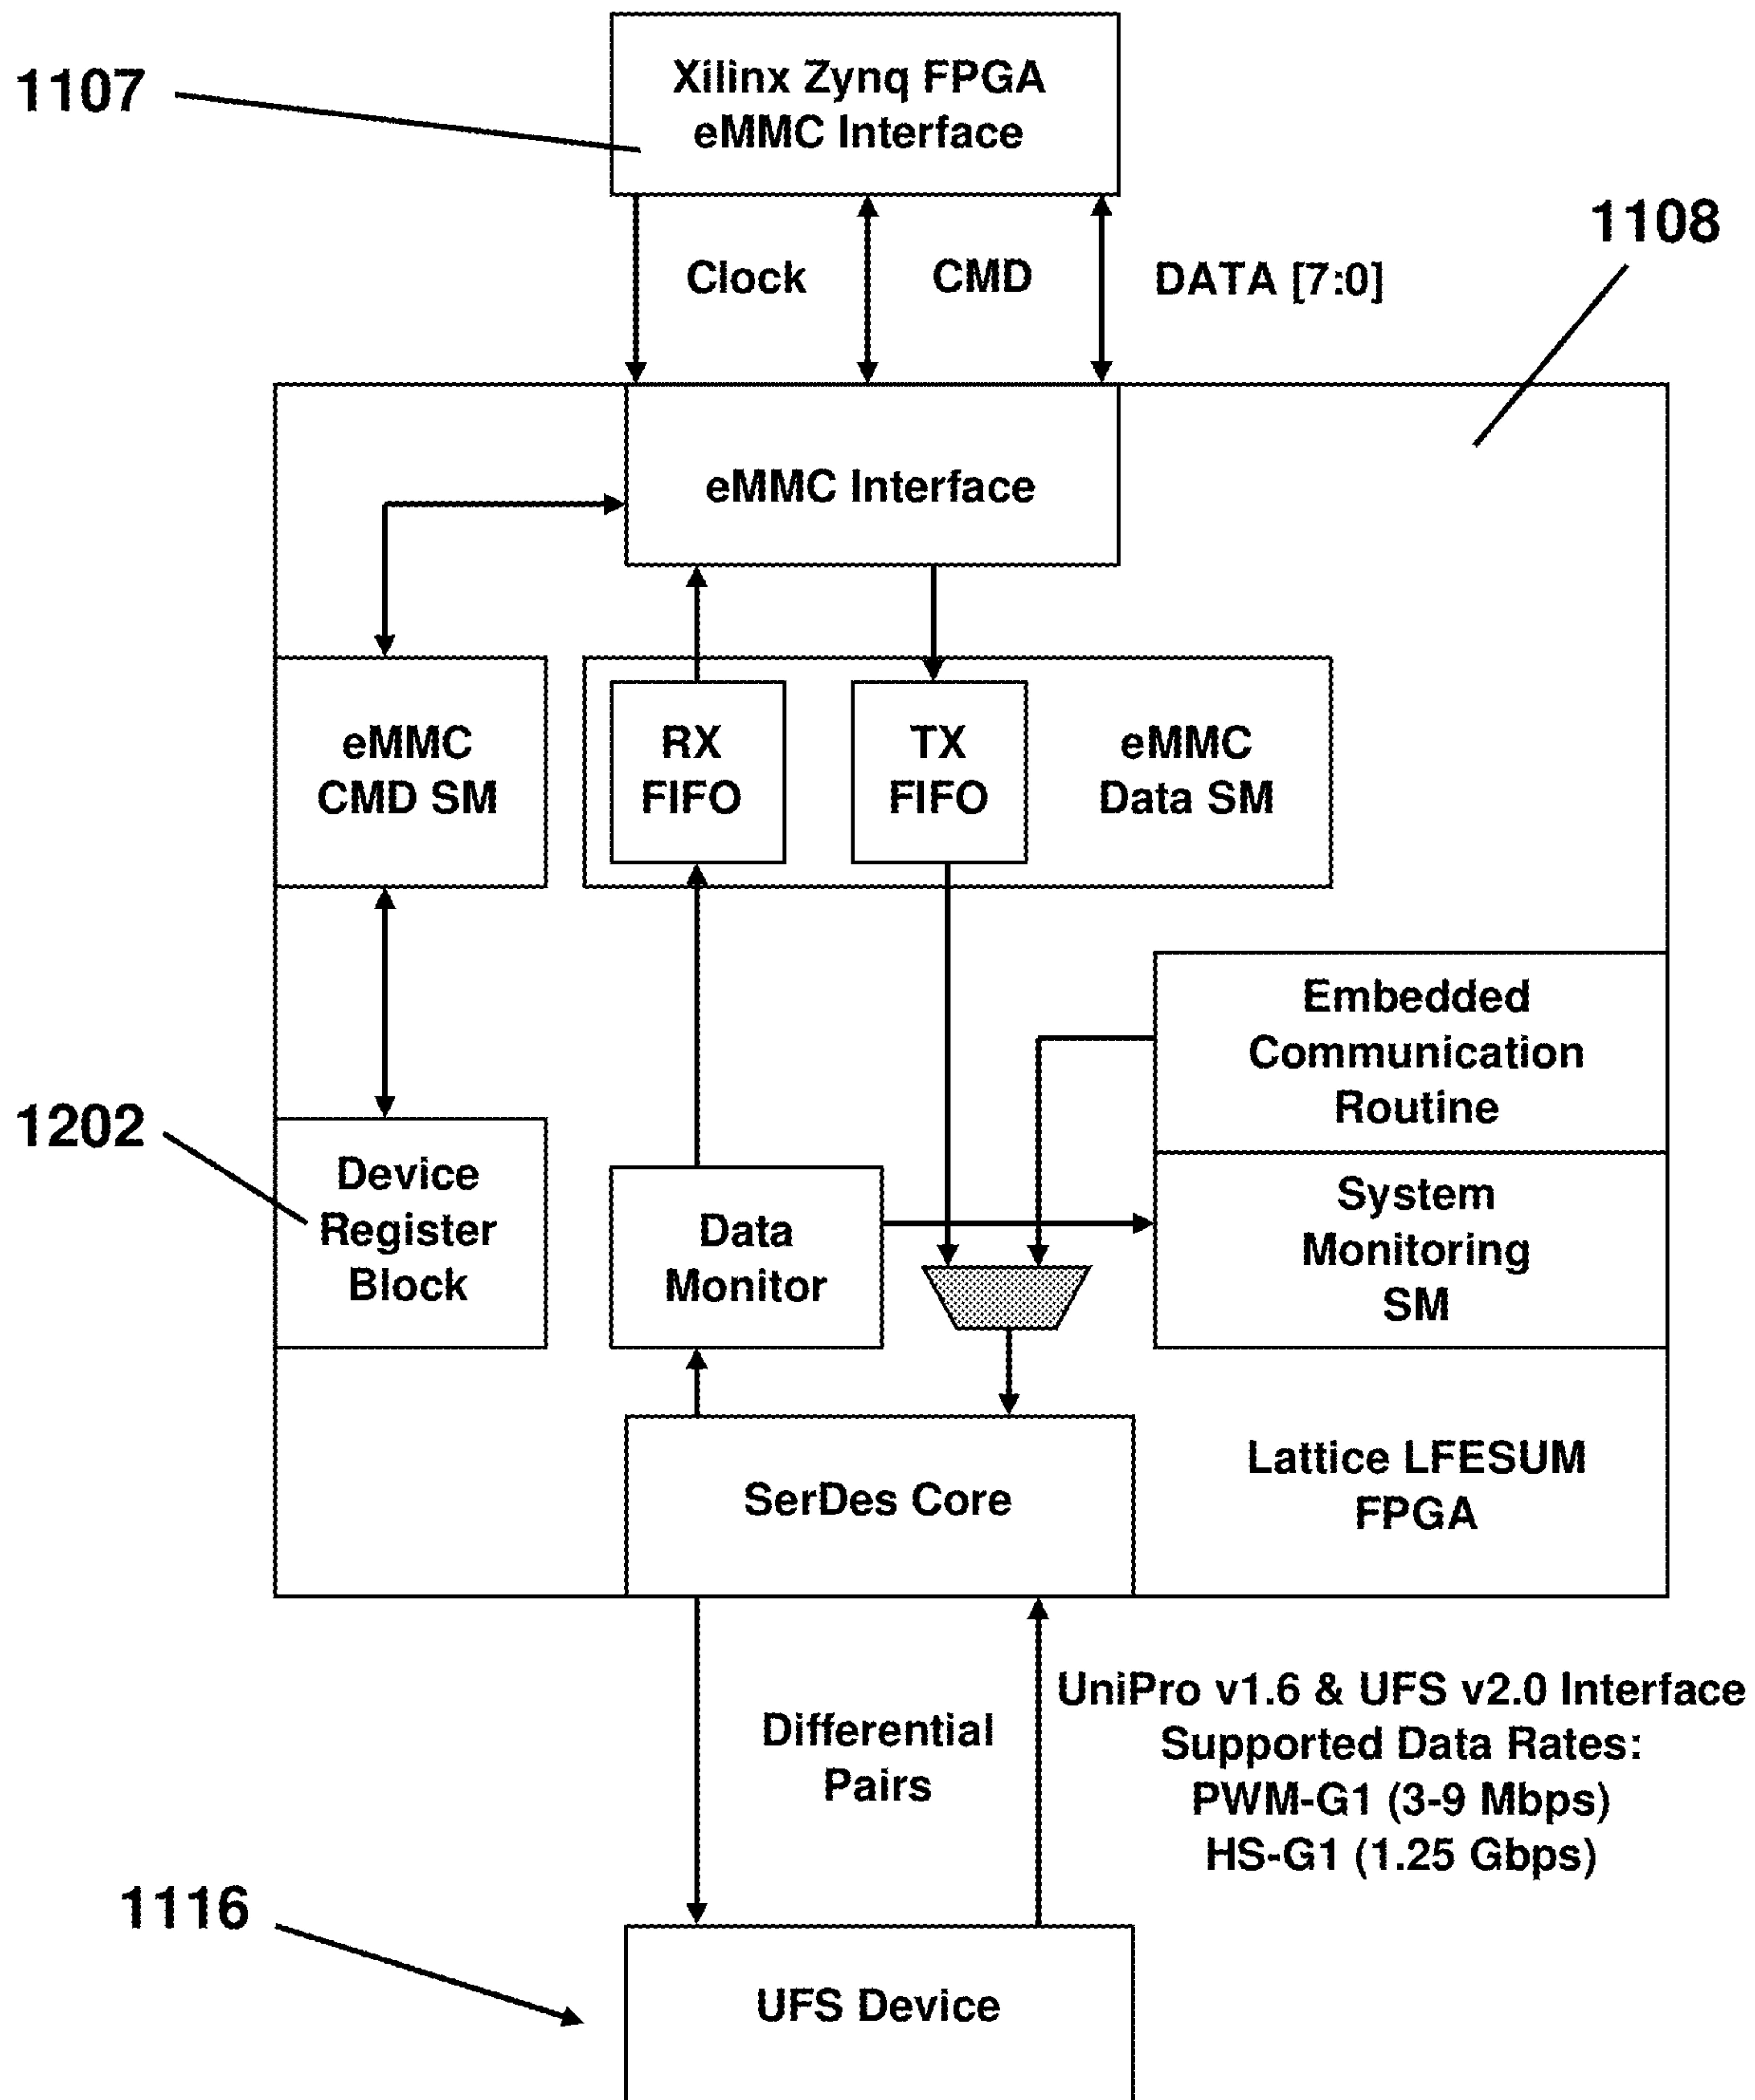 Xilinx Zynq FPGA
eMMC Interface
1107
1108
Clock
CMD
DATA [7:0]
eMMC Interface
eMMC
CMD SM
RX
FIFO
TX
FIFO
eMMC
Data SM
Embedded
Communication
Routine
1202
Device
Register
Block
Data
Monitor
System
Monitoring
SM
SerDes Core
Lattice LFESUM
FPGA
Differential
Pairs
UniPro v1.6 & UFS v2.0 Interface
Supported Data Rates:
PWM-G1 (3-9 Mbps)
HS-G1 (1.25 Gbps)
1116
UFS Device